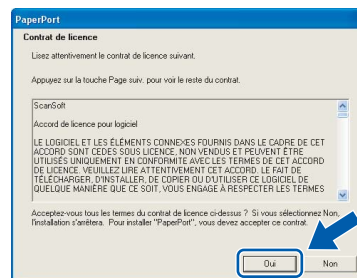 PaperPort
Contrat de licence
Lisez attentivement le contrat de licence suivant.
Appuyez sur la touche Page suiv. pour voir le reste du contrat.
ScanSoft
Accord de licence pour logiciel
LE LOGICIEL ET LES ÉLÉMENTS CONNEXES FOURNIS DANS LE CADRE DE CET
ACCORD SONT CEDES SOUS LICENCE, NON VENDUS ET PEUVENT ÊTRE
UTILISÉS UNIQUEMENT EN CONFORMITE AVEC LES TERMES DE CET ACCORD
DE LICENCE. VEUILLEZ LIRE ATTENTIVEMENT CET ACCORD. LE FAIT DE
TÉLÉCHARGER, D'INSTALLER, DE COPIER OU D'UTILISER CE LOGICIEL DE
QUELQUE MANIÈRE QUE CE SOIT, VOUS ENGAGE À RESPECTER LES TERMES
Acceptez-vous tous les termes du contrat de licence ci-dessus ? Si vous sélectionnez Non,
l'installation s'arrêtera. Pour installer "PaperPort", vous devez accepter ce contrat.
Oui
Non